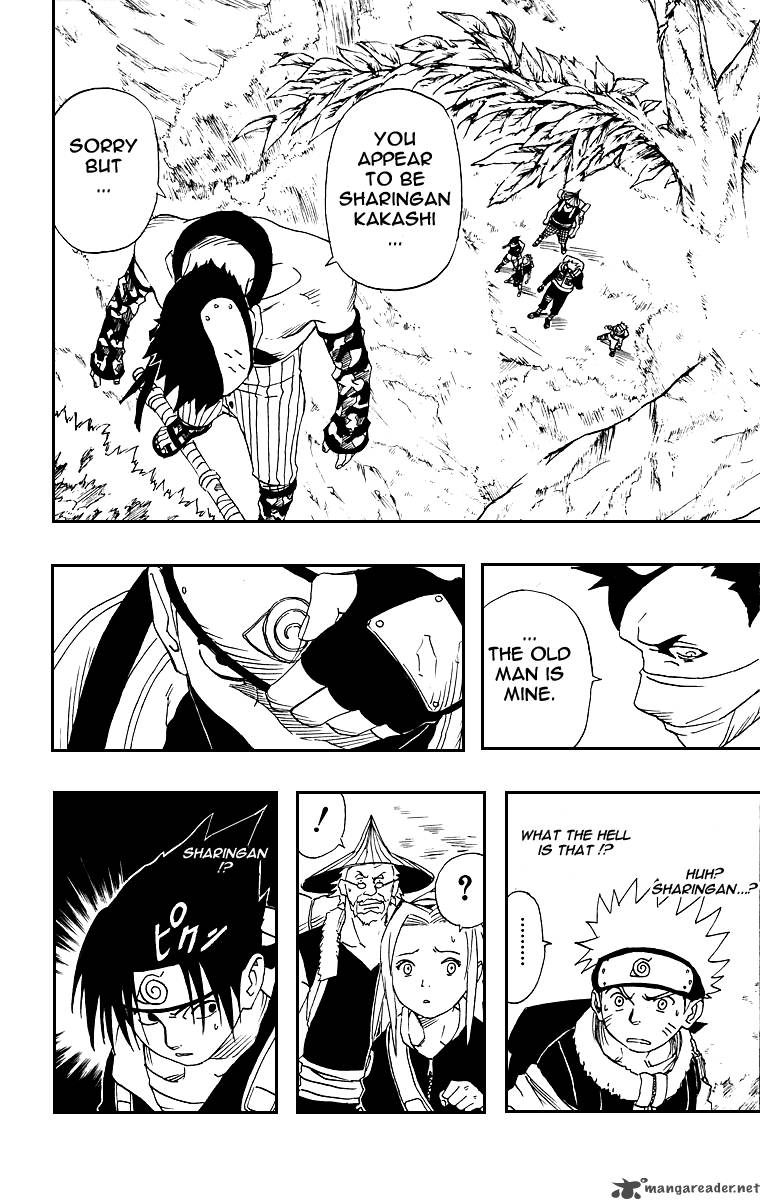 YOU
APPEAR
TO BE
SHARINGAN
KAKASHI
...
SORRY
BUT
...
...
THE OLD
MAN IS
MINE.
HUH?
SHARINGAN...?
WHAT THE HELL
IS THAT !?
.........
?
!
SHARINGAN
!?
ピクン
mangareader.net